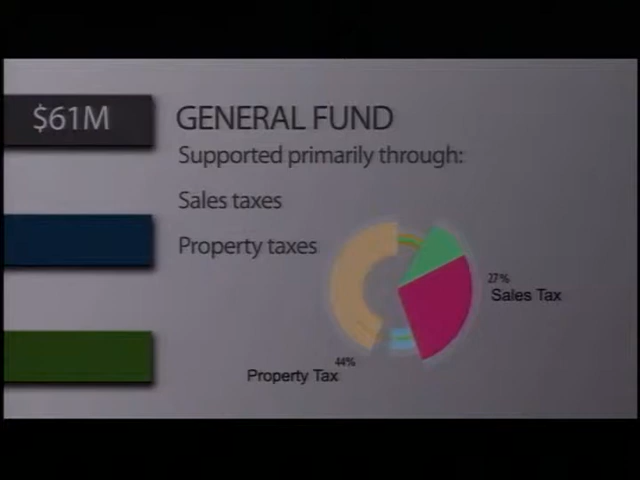 $61M
GENERAL FUND
Supported primarily through:
Sales taxes
Property taxes
27%
Sales Tax
44%
Property Tax